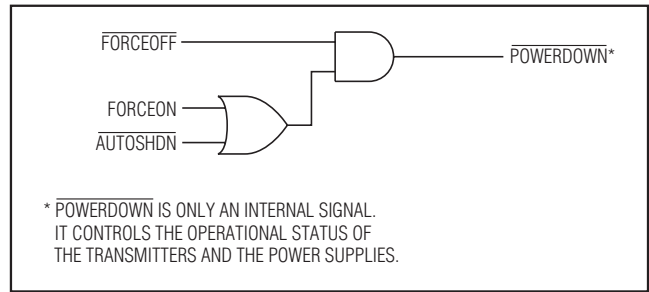 FORCEOFF
POWERDOWN*
FORCEON
AUTOSHDN
* POWERDOWN IS ONLY AN INTERNAL SIGNAL.
IT CONTROLS THE OPERATIONAL STATUS OF
THE TRANSMITTERS AND THE POWER SUPPLIES.